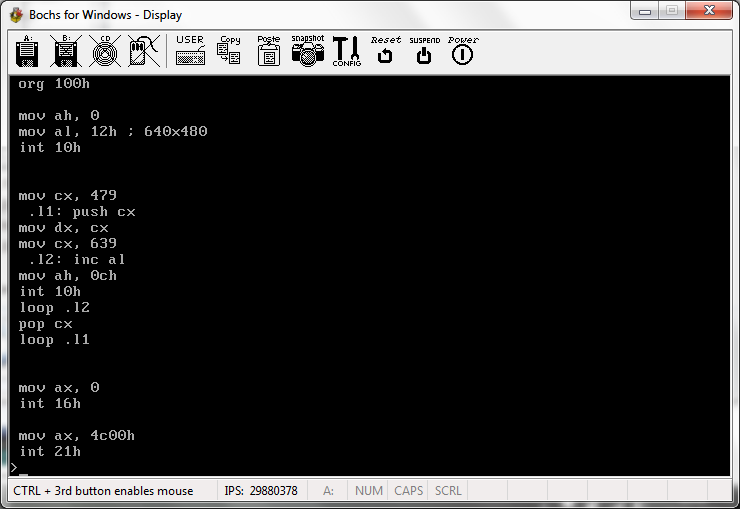 Bochs for Windows - Display
A: B: CD USER Copy Paste snapshot CONFIG Reset SUSPEND Power
org 100h
mov ah, 0
mov al, 12h ; 640x480
int 10h
mov cx, 479
.l1: push cx
mov dx, cx
mov cx, 639
.l2: inc al
mov ah, 0ch
int 10h
loop .l2
pop cx
loop .l1
mov ax, 0
int 16h
mov ax, 4c00h
int 21h
>_
CTRL + 3rd button enables mouse IPS: 29880378 A: NUM CAPS SCRL